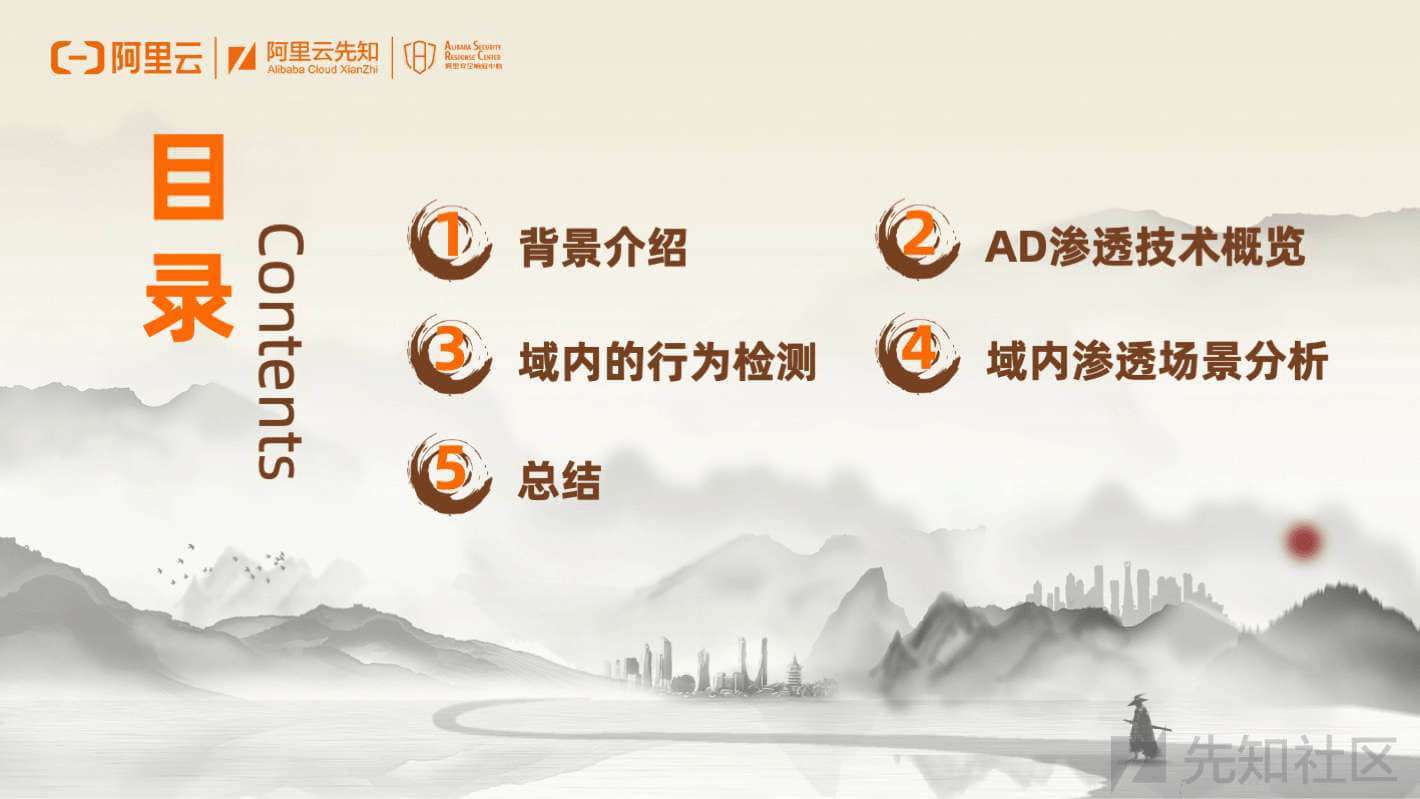 阿里云
阿里云先知
Alibaba Cloud XianZhi
ALIBABA SECURITY
RESPONSE CENTER
阿里安全响应中心
目录
Contents
1 背景介绍
2 AD渗透技术概览
3 域内的行为检测
4 域内渗透场景分析
5 总结
先知社区